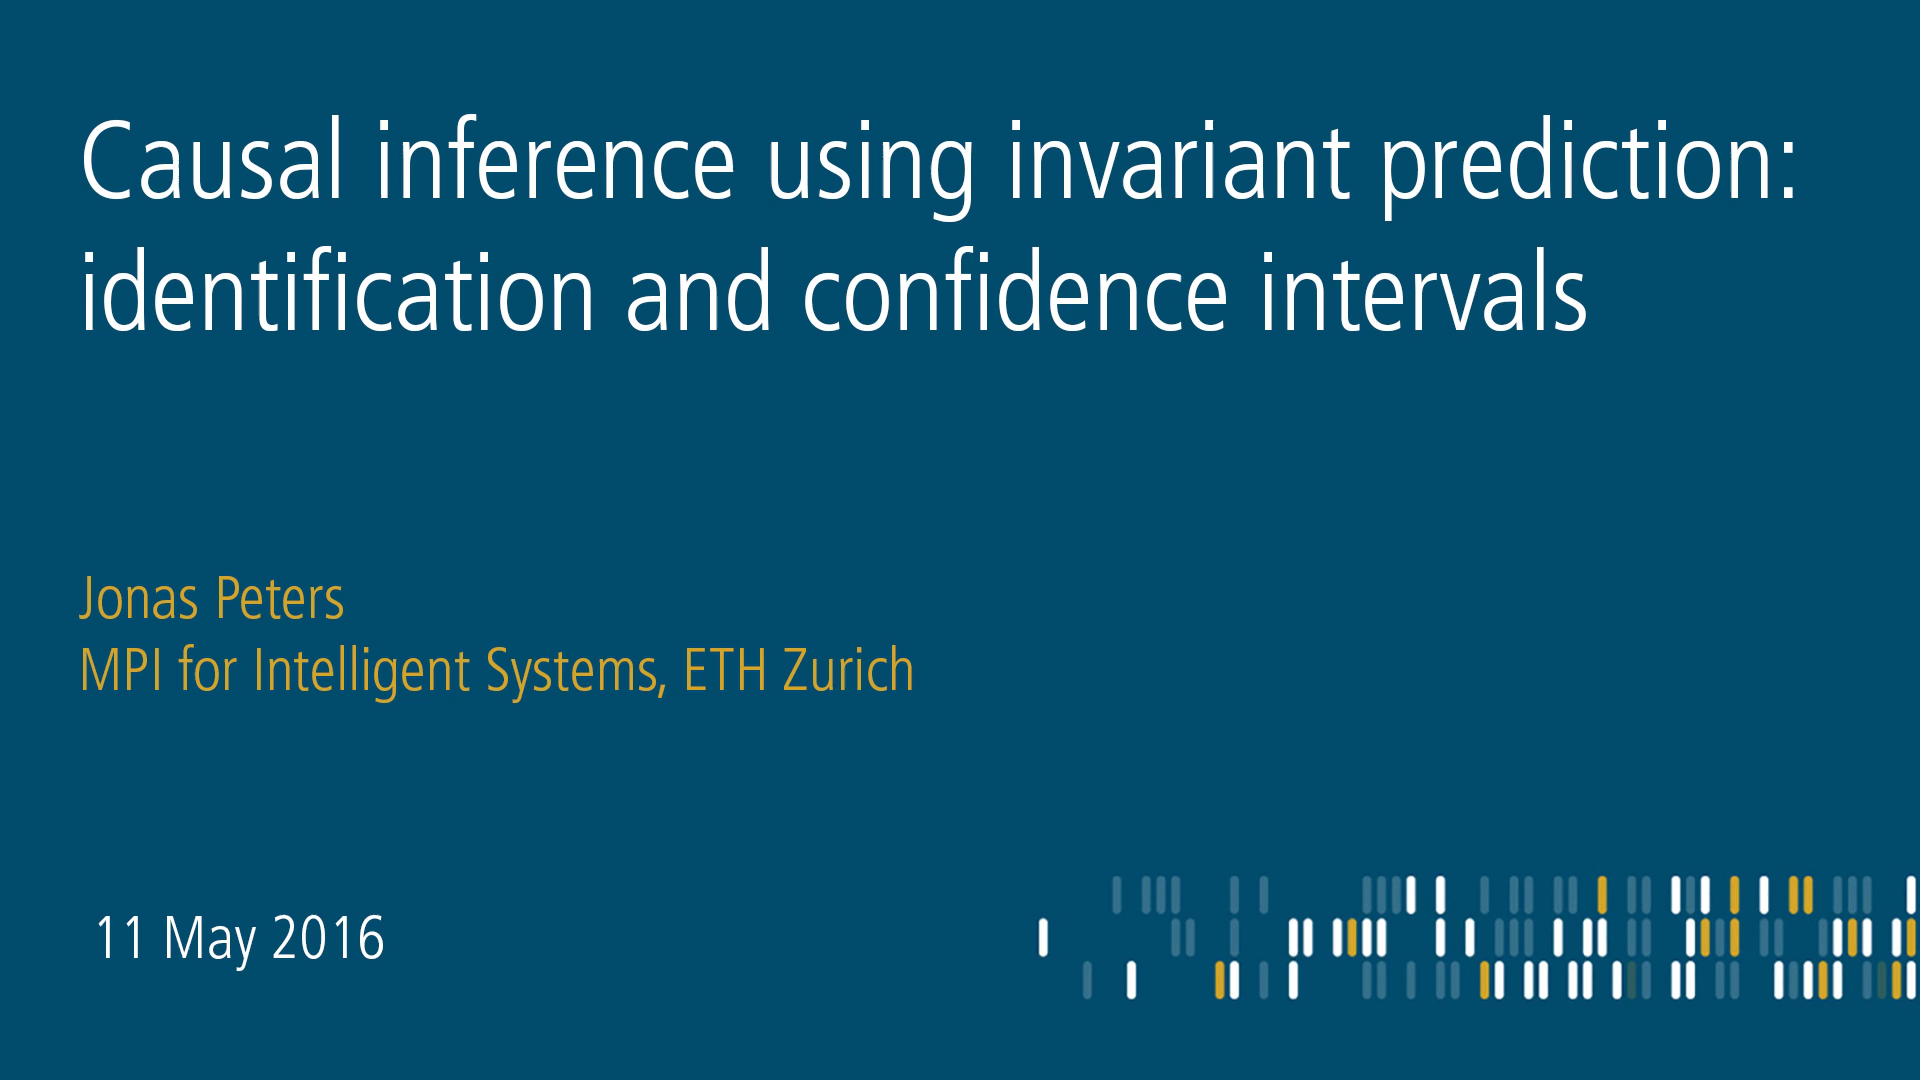 Causal inference using invariant prediction:
identification and confidence intervals
Jonas Peters
MPI for Intelligent Systems, ETH Zurich
11 May 2016